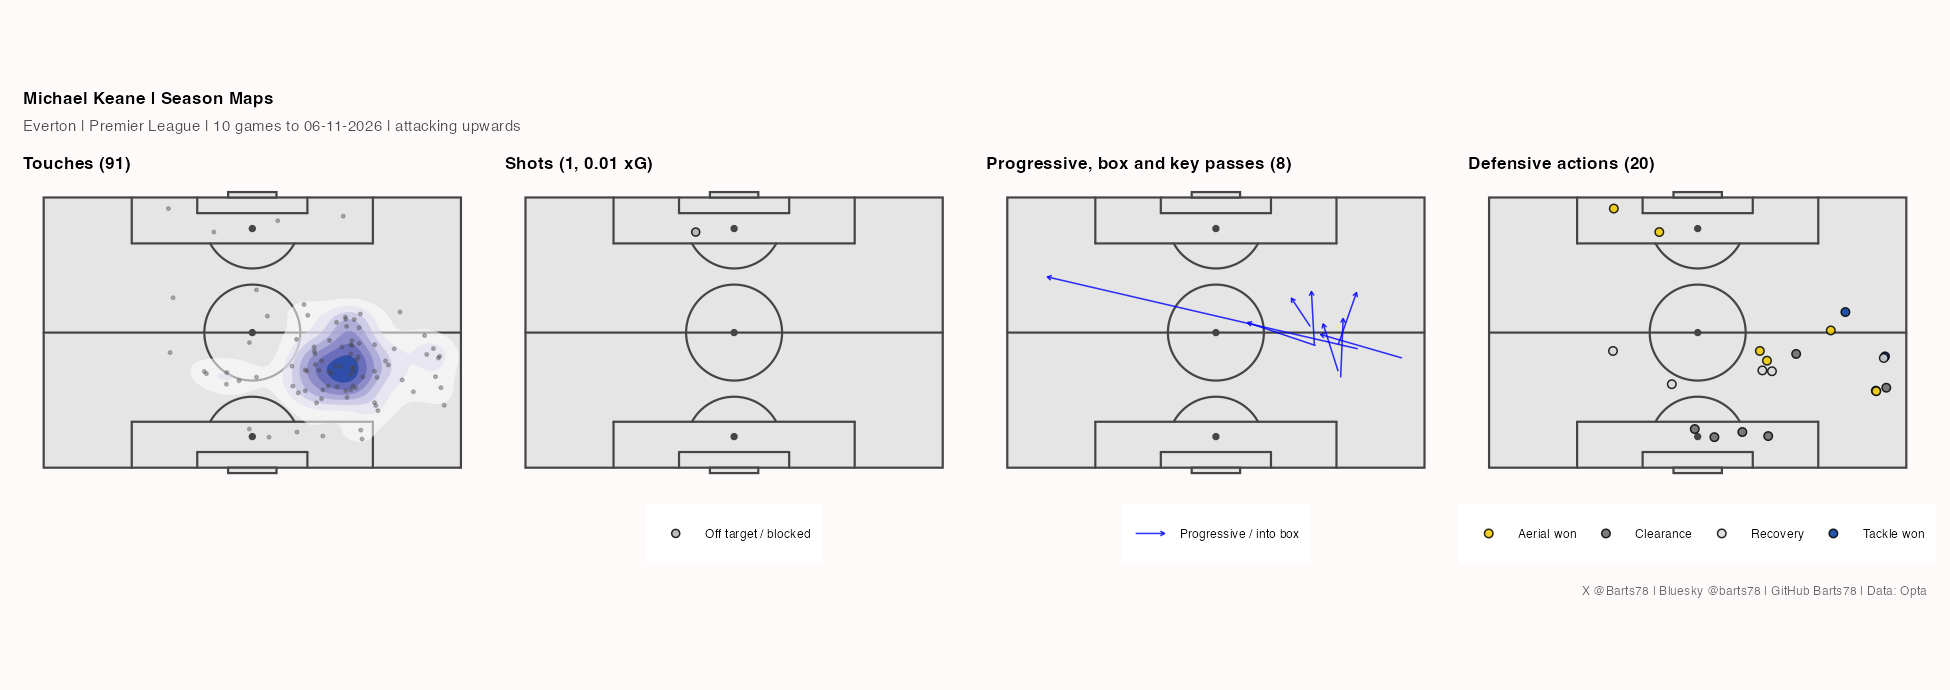 Michael Keane | Season Maps
Everton | Premier League | 10 games to 06-11-2026 | attacking upwards
Touches (91)
Shots (1, 0.01 xG)
Progressive, box and key passes (8)
Defensive actions (20)
Off target / blocked
Progressive / into box
Aerial won
Clearance
Recovery
Tackle won
X @Barts78 | Bluesky @barts78 | GitHub Barts78 | Data: Opta